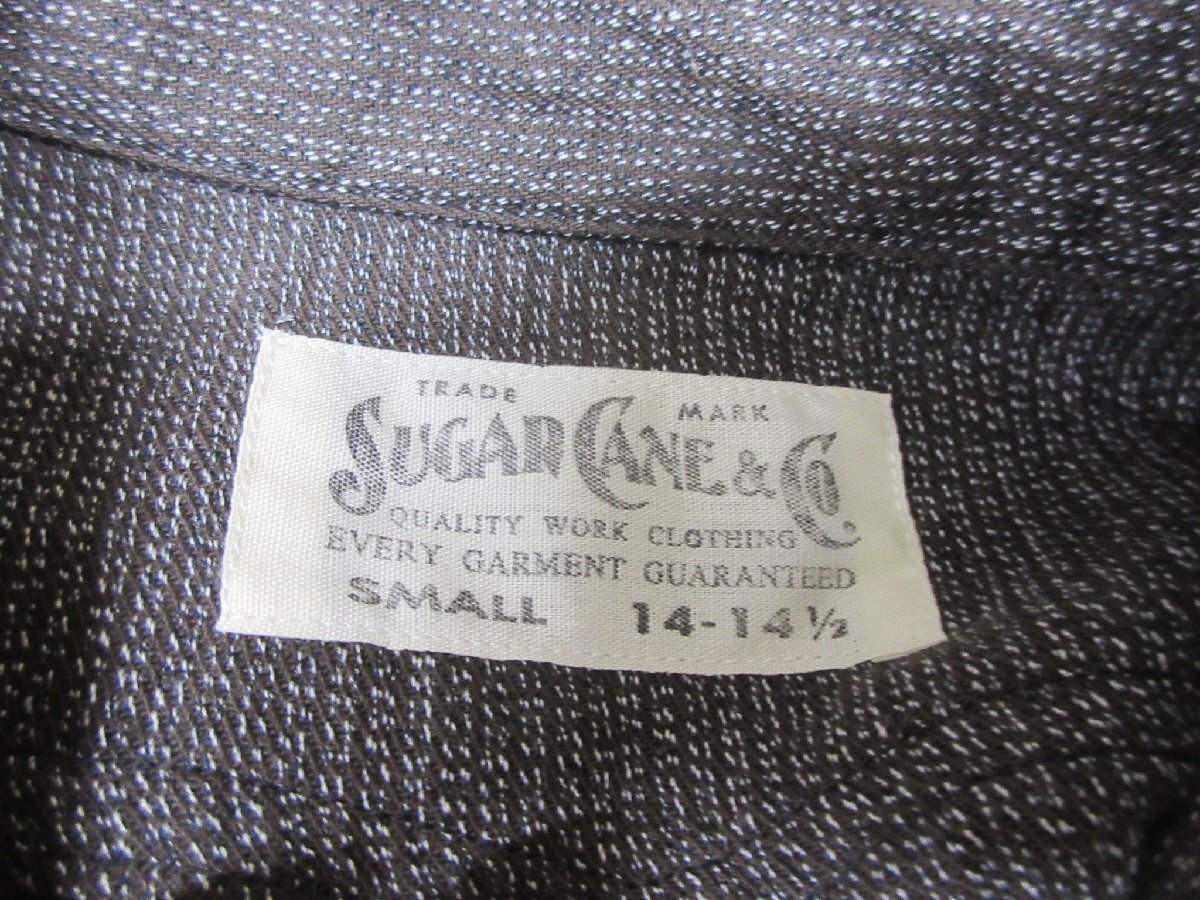 TRADE MARK
SUGAR CANE & CO.
QUALITY WORK CLOTHING
EVERY GARMENT GUARANTEED
SMALL 14-14½